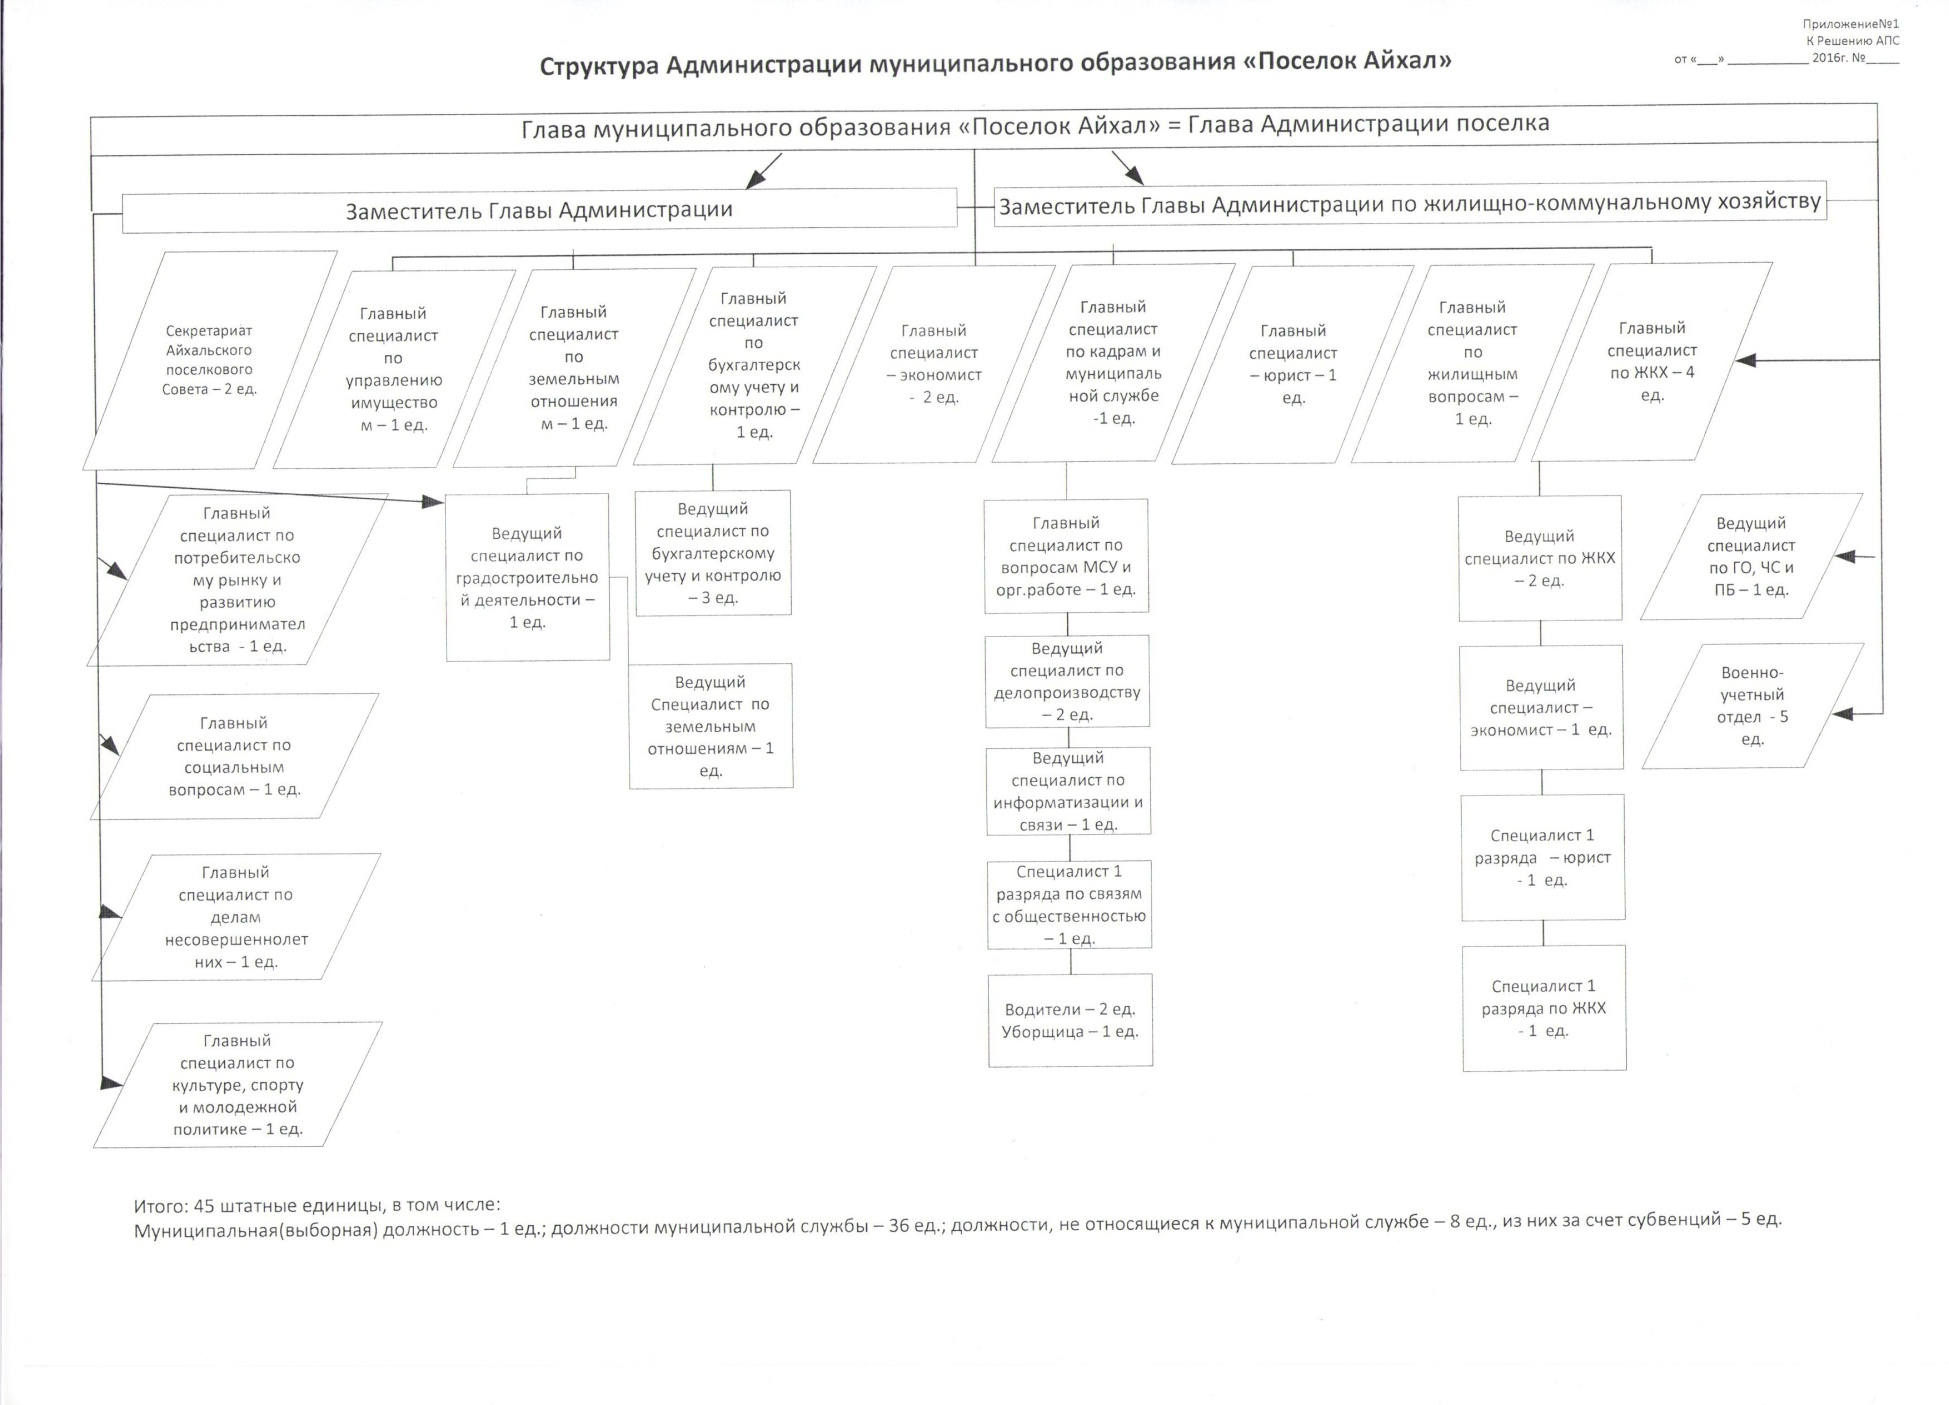 Приложение№1
К Решению АПС
от «___» ____________ 2016г. №_____
Структура Администрации муниципального образования «Поселок Айхал»
Глава муниципального образования «Поселок Айхал» = Глава Администрации поселка
Заместитель Главы Администрации
Заместитель Главы Администрации по жилищно-коммунальному хозяйству
Секретариат
Айхальского
поселкового
Совета – 2 ед.
Главный
специалист
по
управлению
имущество
м – 1 ед.
Главный
специалист
по
земельным
отношения
м – 1 ед.
Главный
специалист
по
бухгалтерск
ому учету и
контролю –
1 ед.
Главный
специалист
– экономист
- 2 ед.
Главный
специалист
по кадрам и
муниципаль
ной службе
-1 ед.
Главный
специалист
– юрист – 1
ед.
Главный
специалист
по
жилищным
вопросам –
1 ед.
Главный
специалист
по ЖКХ – 4
ед.
Главный
специалист по
потребительско
му рынку и
развитию
предпринимател
ьства - 1 ед.
Ведущий
специалист по
градостроительно
й деятельности –
1 ед.
Ведущий
специалист по
бухгалтерскому
учету и контролю
– 3 ед.
Главный
специалист по
вопросам МСУ и
орг.работе – 1 ед.
Ведущий
специалист по ЖКХ
– 2 ед.
Ведущий
специалист
по ГО, ЧС и
ПБ – 1 ед.
Главный
специалист по
социальным
вопросам – 1 ед.
Ведущий
Специалист по
земельным
отношениям – 1
ед.
Ведущий
специалист по
делопроизводству
– 2 ед.
Ведущий
специалист –
экономист – 1 ед.
Военно-
учетный
отдел - 5
ед.
Ведущий
специалист по
информатизации и
связи – 1 ед.
Главный
специалист по
делам
несовершеннолет
них – 1 ед.
Специалист 1
разряда по связям
с общественностью
– 1 ед.
Специалист 1
разряда – юрист
- 1 ед.
Главный
специалист по
культуре, спорту
и молодежной
политике – 1 ед.
Водители – 2 ед.
Уборщица – 1 ед.
Специалист 1
разряда по ЖКХ
- 1 ед.
Итого: 45 штатные единицы, в том числе:
Муниципальная(выборная) должность – 1 ед.; должности муниципальной службы – 36 ед.; должности, не относящиеся к муниципальной службе – 8 ед., из них за счет субвенций – 5 ед.